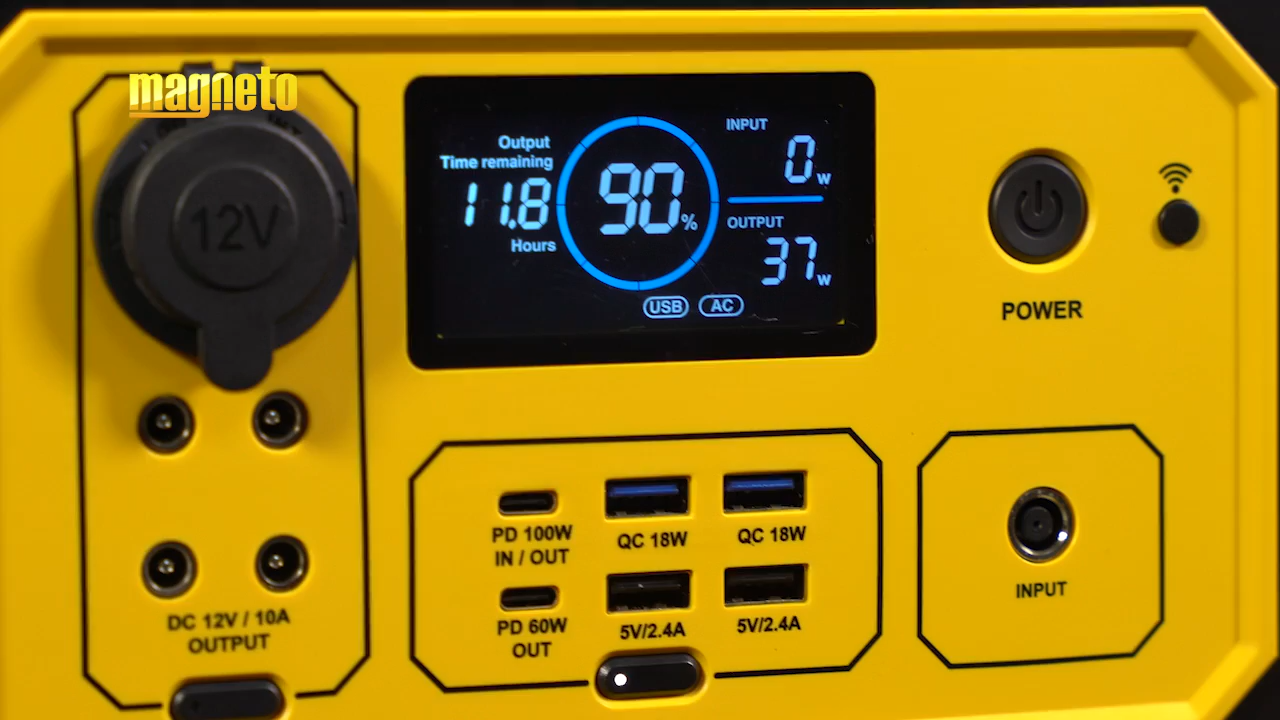 magneto
12V
DC 12V / 10A
OUTPUT
Output
Time remaining
11.8
Hours
90%
INPUT
0W
OUTPUT
37W
USB
AC
POWER
PD 100W
IN / OUT
QC 18W
QC 18W
PD 60W
OUT
5V/2.4A
5V/2.4A
INPUT